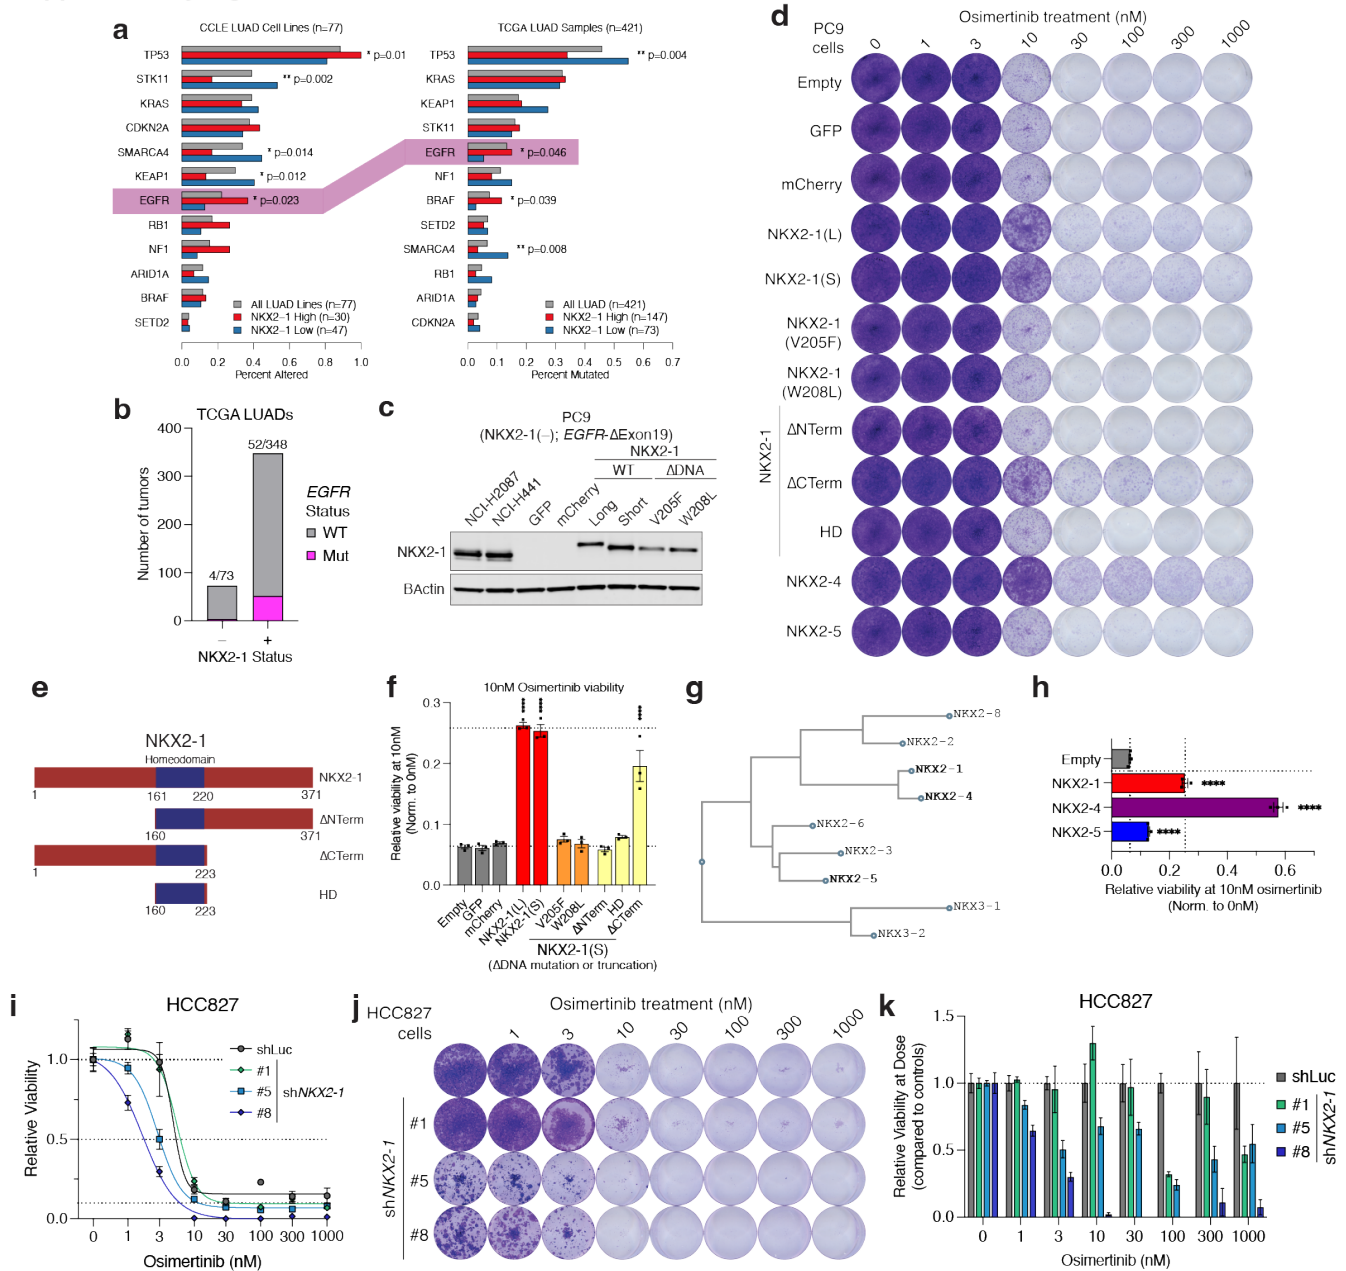 a
CCLE LUAD Cell Lines (n=77)
TP53
* p=0.01
STK11
** p=0.002
KRAS
CDKN2A
SMARCA4
* p=0.014
KEAP1
* p=0.012
EGFR
* p=0.023
RB1
NF1
ARID1A
BRAF
SETD2
All LUAD Lines (n=77)
NKX2-1 High (n=30)
NKX2-1 Low (n=47)
0.0 0.2 0.4 0.6 0.8 1.0
Percent Altered
TCGA LUAD Samples (n=421)
TP53
** p=0.004
KRAS
KEAP1
STK11
EGFR
* p=0.046
NF1
BRAF
* p=0.039
SETD2
SMARCA4
** p=0.008
RB1
ARID1A
CDKN2A
All LUAD (n=421)
NKX2-1 High (n=147)
NKX2-1 Low (n=73)
0.0 0.1 0.2 0.3 0.4 0.5 0.6 0.7
Percent Mutated
b
TCGA LUADs
400
300
200
100
0
Number of tumors
4/73
52/348
EGFR
Status
WT
Mut
– +
NKX2-1 Status
c
PC9
(NKX2-1(–); EGFR-ΔExon19)
NKX2-1
WT ΔDNA
NCI-H2087
NCI-H441
GFP
mCherry
Long
Short
V205F
W208L
NKX2-1
BActin
d
Osimertinib treatment (nM)
PC9
cells
0 1 3 10 30 100 300 1000
Empty
GFP
mCherry
NKX2-1(L)
NKX2-1(S)
NKX2-1
(V205F)
NKX2-1
(W208L)
NKX2-1
ΔNTerm
ΔCTerm
HD
NKX2-4
NKX2-5
e
NKX2-1
Homeodomain
NKX2-1
1 161 220 371
ΔNTerm
160 371
ΔCTerm
1 223
HD
160 223
f
10nM Osimertinib viability
Relative viability at 10nM
(Norm. to 0nM)
0.3
0.2
0.1
0.0
****
****
****
Empty
GFP
mCherry
NKX2-1(L)
NKX2-1(S)
V205F
W208L
ΔNTerm
HD
ΔCTerm
NKX2-1(S)
(ΔDNA mutation or truncation)
g
NKX2-8
NKX2-2
NKX2-1
NKX2-4
NKX2-6
NKX2-3
NKX2-5
NKX3-1
NKX3-2
h
Empty
NKX2-1
****
NKX2-4
****
NKX2-5
****
0.0 0.2 0.4 0.6
Relative viability at 10nM osimertinib
(Norm. to 0nM)
i
HCC827
Relative Viability
1.0
0.5
0.0
shLuc
#1
#5
#8
shNKX2-1
0 1 3 10 30 100 300 1000
Osimertinib (nM)
j
HCC827
cells
Osimertinib treatment (nM)
1 3 10 30 100 300 1000
shNKX2-1
#1
#5
#8
k
HCC827
Relative Viability at Dose
(compared to controls)
1.5
1.0
0.5
0.0
shLuc
#1
#5
#8
shNKX2-1
0 1 3 10 30 100 300 1000
Osimertinib (nM)